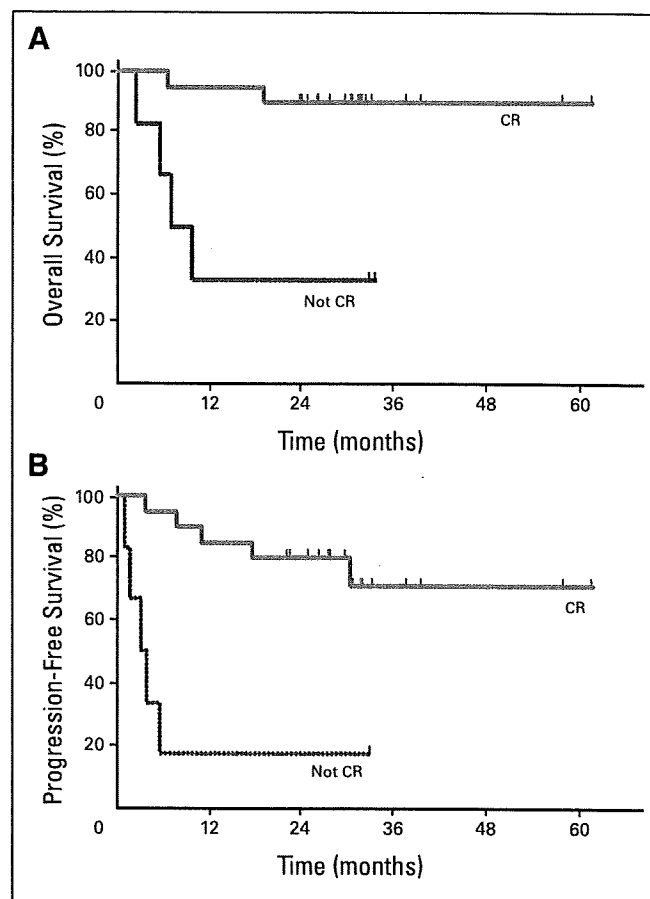 A
Overall Survival (%)
100
80
60
40
20
0
CR
Not CR
12 24 36 48 60
Time (months)
B
Progression-Free Survival (%)
100
80
60
40
20
0
CR
Not CR
12 24 36 48 60
Time (months)